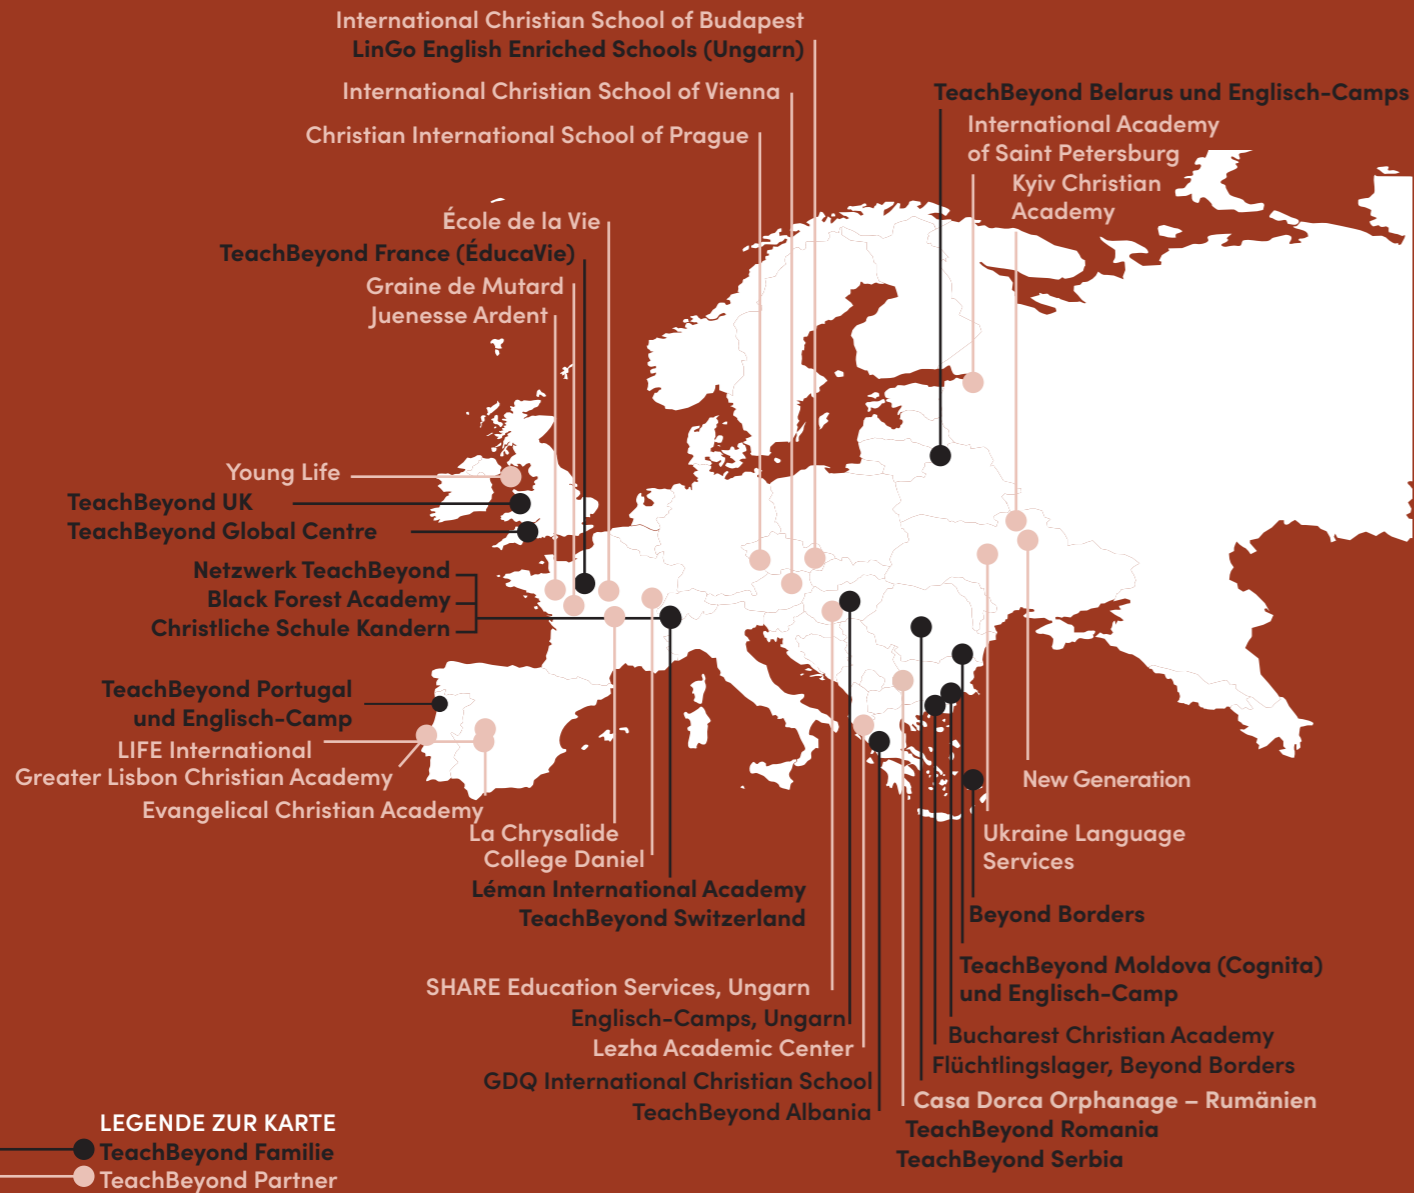 International Christian School of Budapest
LinGo English Enriched Schools (Ungarn)
International Christian School of Vienna
Christian International School of Prague
TeachBeyond Belarus und Englisch-Camps
International Academy
of Saint Petersburg
Kyiv Christian
Academy
École de la Vie
TeachBeyond France (ÉducaVie)
Graine de Mutard
Juenesse Ardent
Young Life
TeachBeyond UK
TeachBeyond Global Centre
Netzwerk TeachBeyond
Black Forest Academy
Christliche Schule Kandern
TeachBeyond Portugal
und Englisch-Camp
LIFE International
Greater Lisbon Christian Academy
Evangelical Christian Academy
La Chrysalide
College Daniel
Léman International Academy
TeachBeyond Switzerland
New Generation
Ukraine Language
Services
Beyond Borders
TeachBeyond Moldova (Cognita)
und Englisch-Camp
SHARE Education Services, Ungarn
Englisch-Camps, Ungarn
Lezha Academic Center
GDQ International Christian School
TeachBeyond Albania
Bucharest Christian Academy
Flüchtlingslager, Beyond Borders
Casa Dorca Orphanage – Rumänien
TeachBeyond Romania
TeachBeyond Serbia
LEGENDE ZUR KARTE
TeachBeyond Familie
TeachBeyond Partner